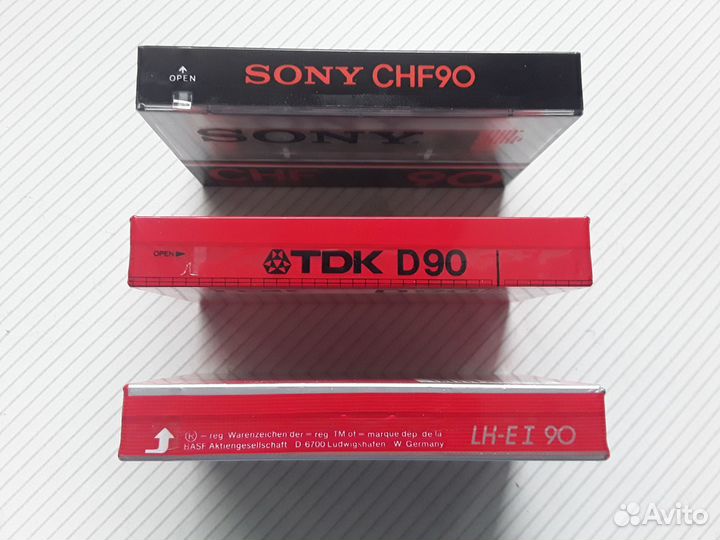 OPEN
SONY CHF90
SONY
CHF 90
OPEN
TDK D90
® = reg. Warenzeichen der = reg. TM of = marque dép. de la
BASF Aktiengesellschaft D-6700 Ludwigshafen W. Germany
LH-E I 90
Avito